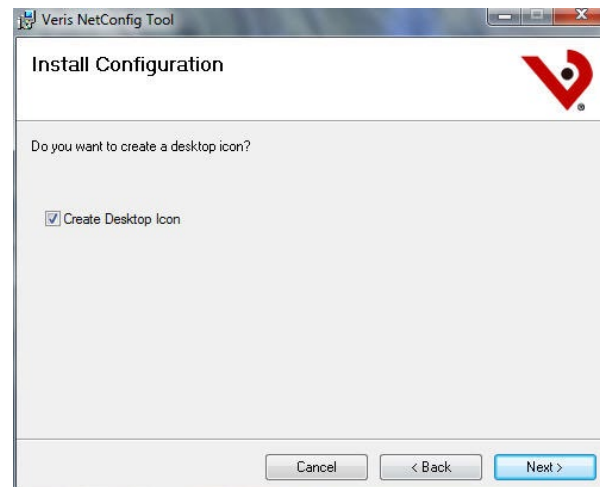 Veris NetConfig Tool
Install Configuration
®
Do you want to create a desktop icon?
Create Desktop Icon
Cancel
< Back
Next >